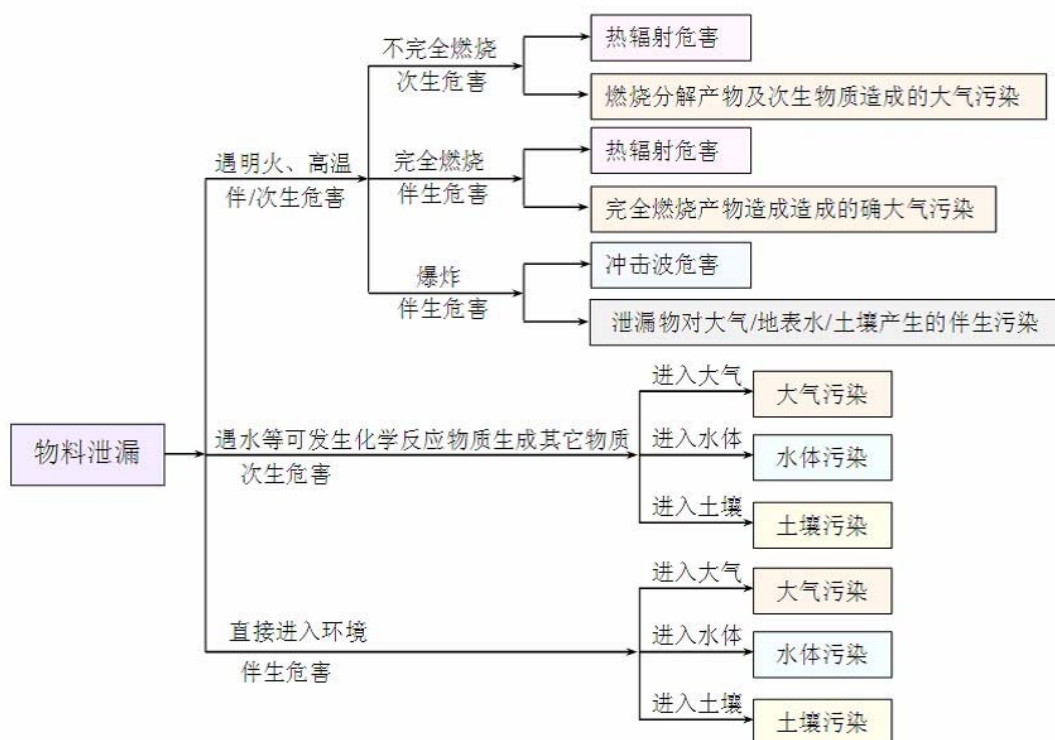 不完全燃烧
次生危害
热辐射危害
燃烧分解产物及次生物质造成的大气污染
遇明火、高温
伴/次生危害
完全燃烧
伴生危害
热辐射危害
完全燃烧产物造成造成的确大气污染
爆炸
伴生危害
冲击波危害
泄漏物对大气/地表水/土壤产生的伴生污染
物料泄漏
遇水等可发生化学反应物质生成其它物质
次生危害
进入大气
大气污染
进入水体
水体污染
进入土壤
土壤污染
直接进入环境
伴生危害
进入大气
大气污染
进入水体
水体污染
进入土壤
土壤污染